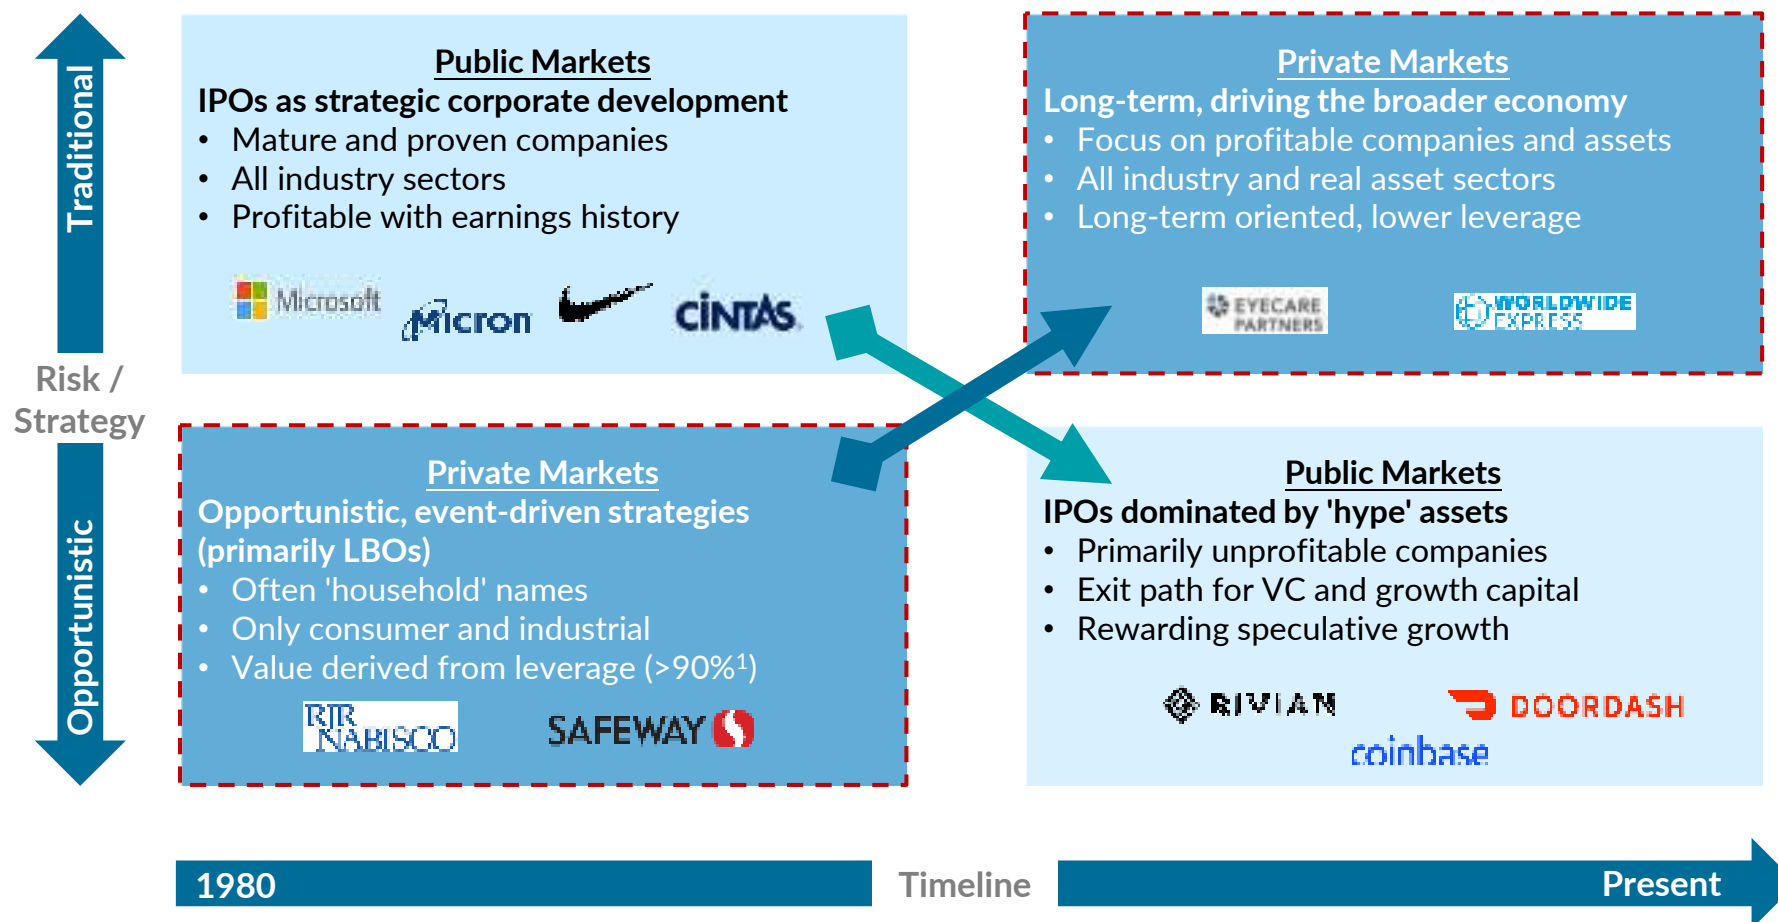 Traditional
Risk /
Strategy
Opportunistic
Public Markets
IPOs as strategic corporate development
• Mature and proven companies
• All industry sectors
• Profitable with earnings history
Microsoft
Micron
CINTAS
Private Markets
Long-term, driving the broader economy
• Focus on profitable companies and assets
• All industry and real asset sectors
• Long-term oriented, lower leverage
EYECARE
PARTNERS
WORLDWIDE
EXPRESS
Private Markets
Opportunistic, event-driven strategies
(primarily LBOs)
• Often 'household' names
• Only consumer and industrial
• Value derived from leverage (>90%¹)
RJR
NABISCO
SAFEWAY
Public Markets
IPOs dominated by 'hype' assets
• Primarily unprofitable companies
• Exit path for VC and growth capital
• Rewarding speculative growth
RIVIAN
DOORDASH
coinbase
1980
Timeline
Present